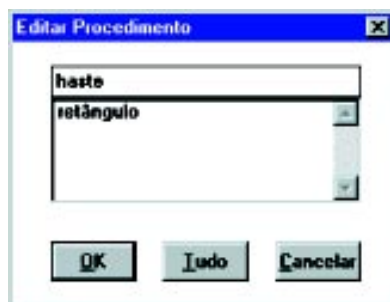 Editar Procedimento
haste
retângulo
OK
Tudo
Cancelar